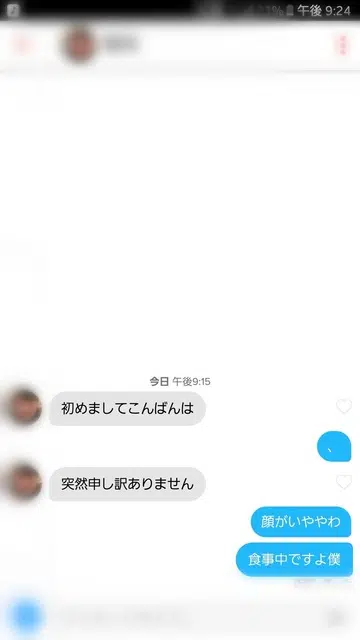 午後 9:24
今日 午後9:15
初めましてこんばんは
、
突然申し訳ありません
顔がいややわ
食事中ですよ僕